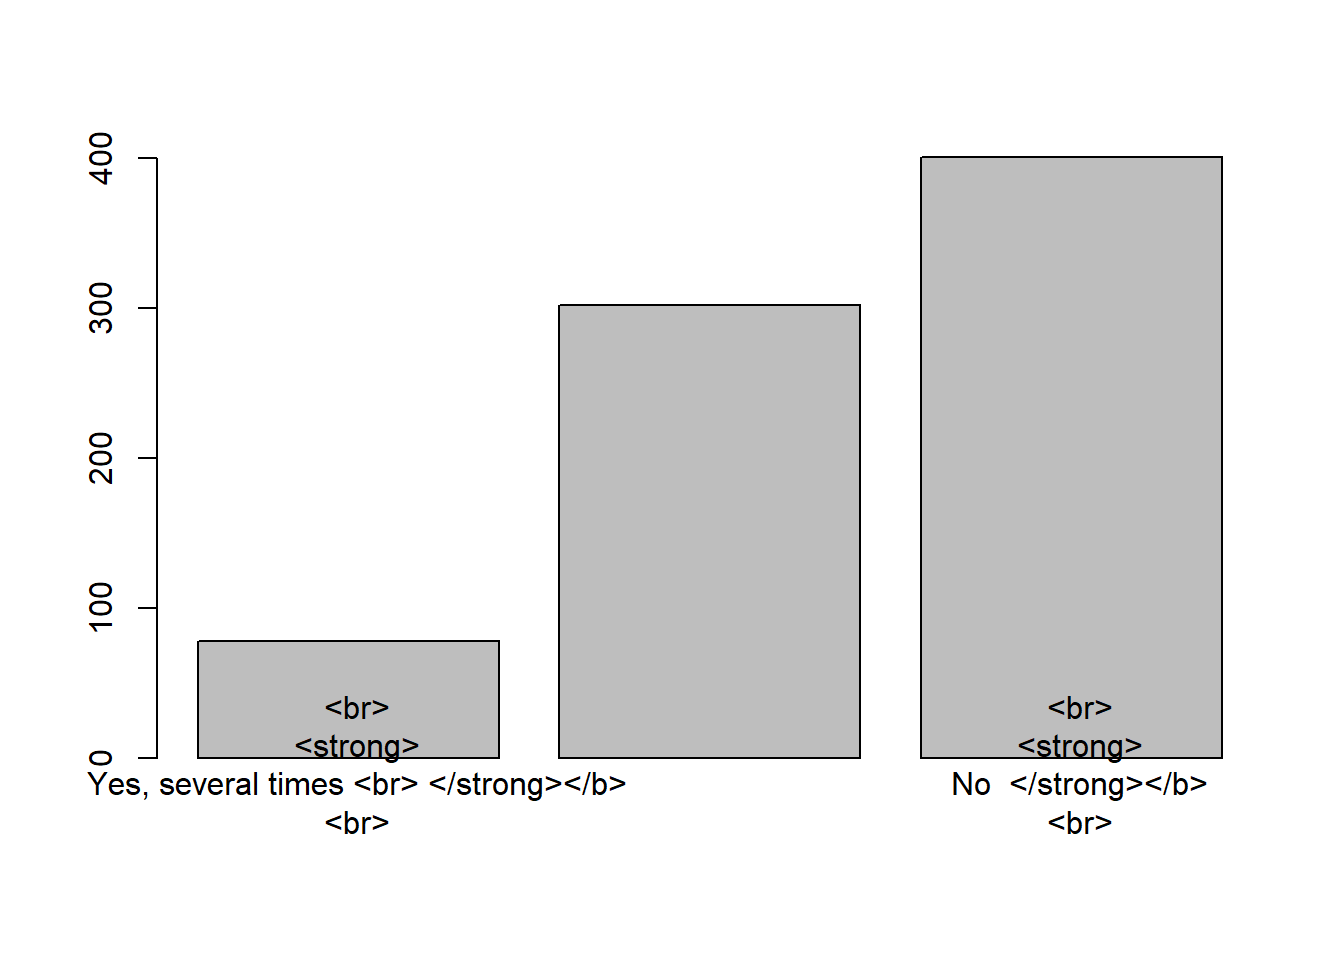 400
300
200
100
0
<br>
<strong>
Yes, several times <br> </strong></b>
<br>
<br>
<strong>
No  </strong></b>
<br>